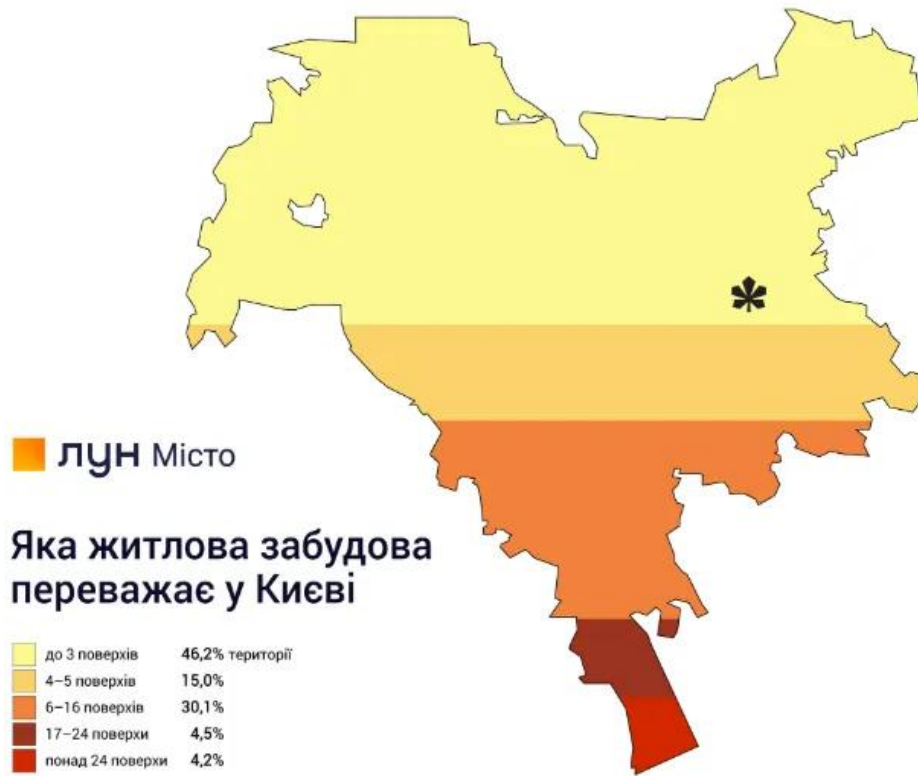 лун Місто
Яка житлова забудова
переважає у Києві
до 3 поверхів 46,2% території
4–5 поверхів 15,0%
6–16 поверхів 30,1%
17–24 поверхи 4,5%
понад 24 поверхи 4,2%